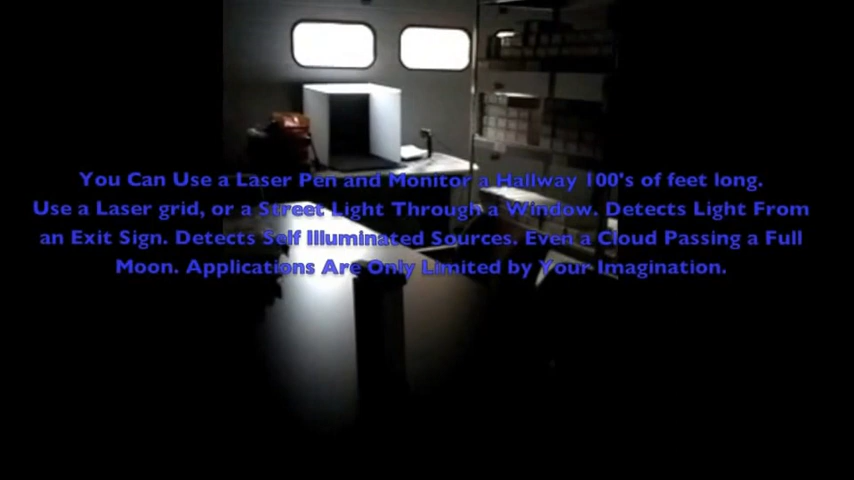 You Can Use a Laser Pen and Monitor a Hallway 100's of feet long.
Use a Laser grid, or a Street Light Through a Window. Detects Light From
an Exit Sign. Detects Self Illuminated Sources. Even a Cloud Passing a Full
Moon. Applications Are Only Limited by Your Imagination.